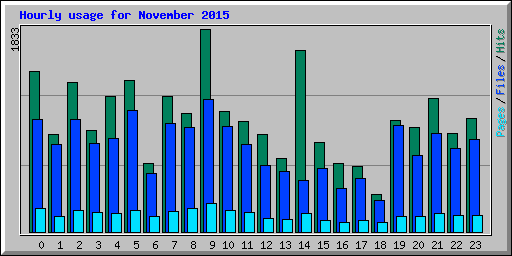 Hourly usage for November 2015
1833
Pages/Files/Hits
0 1 2 3 4 5 6 7 8 9 10 11 12 13 14 15 16 17 18 19 20 21 22 23